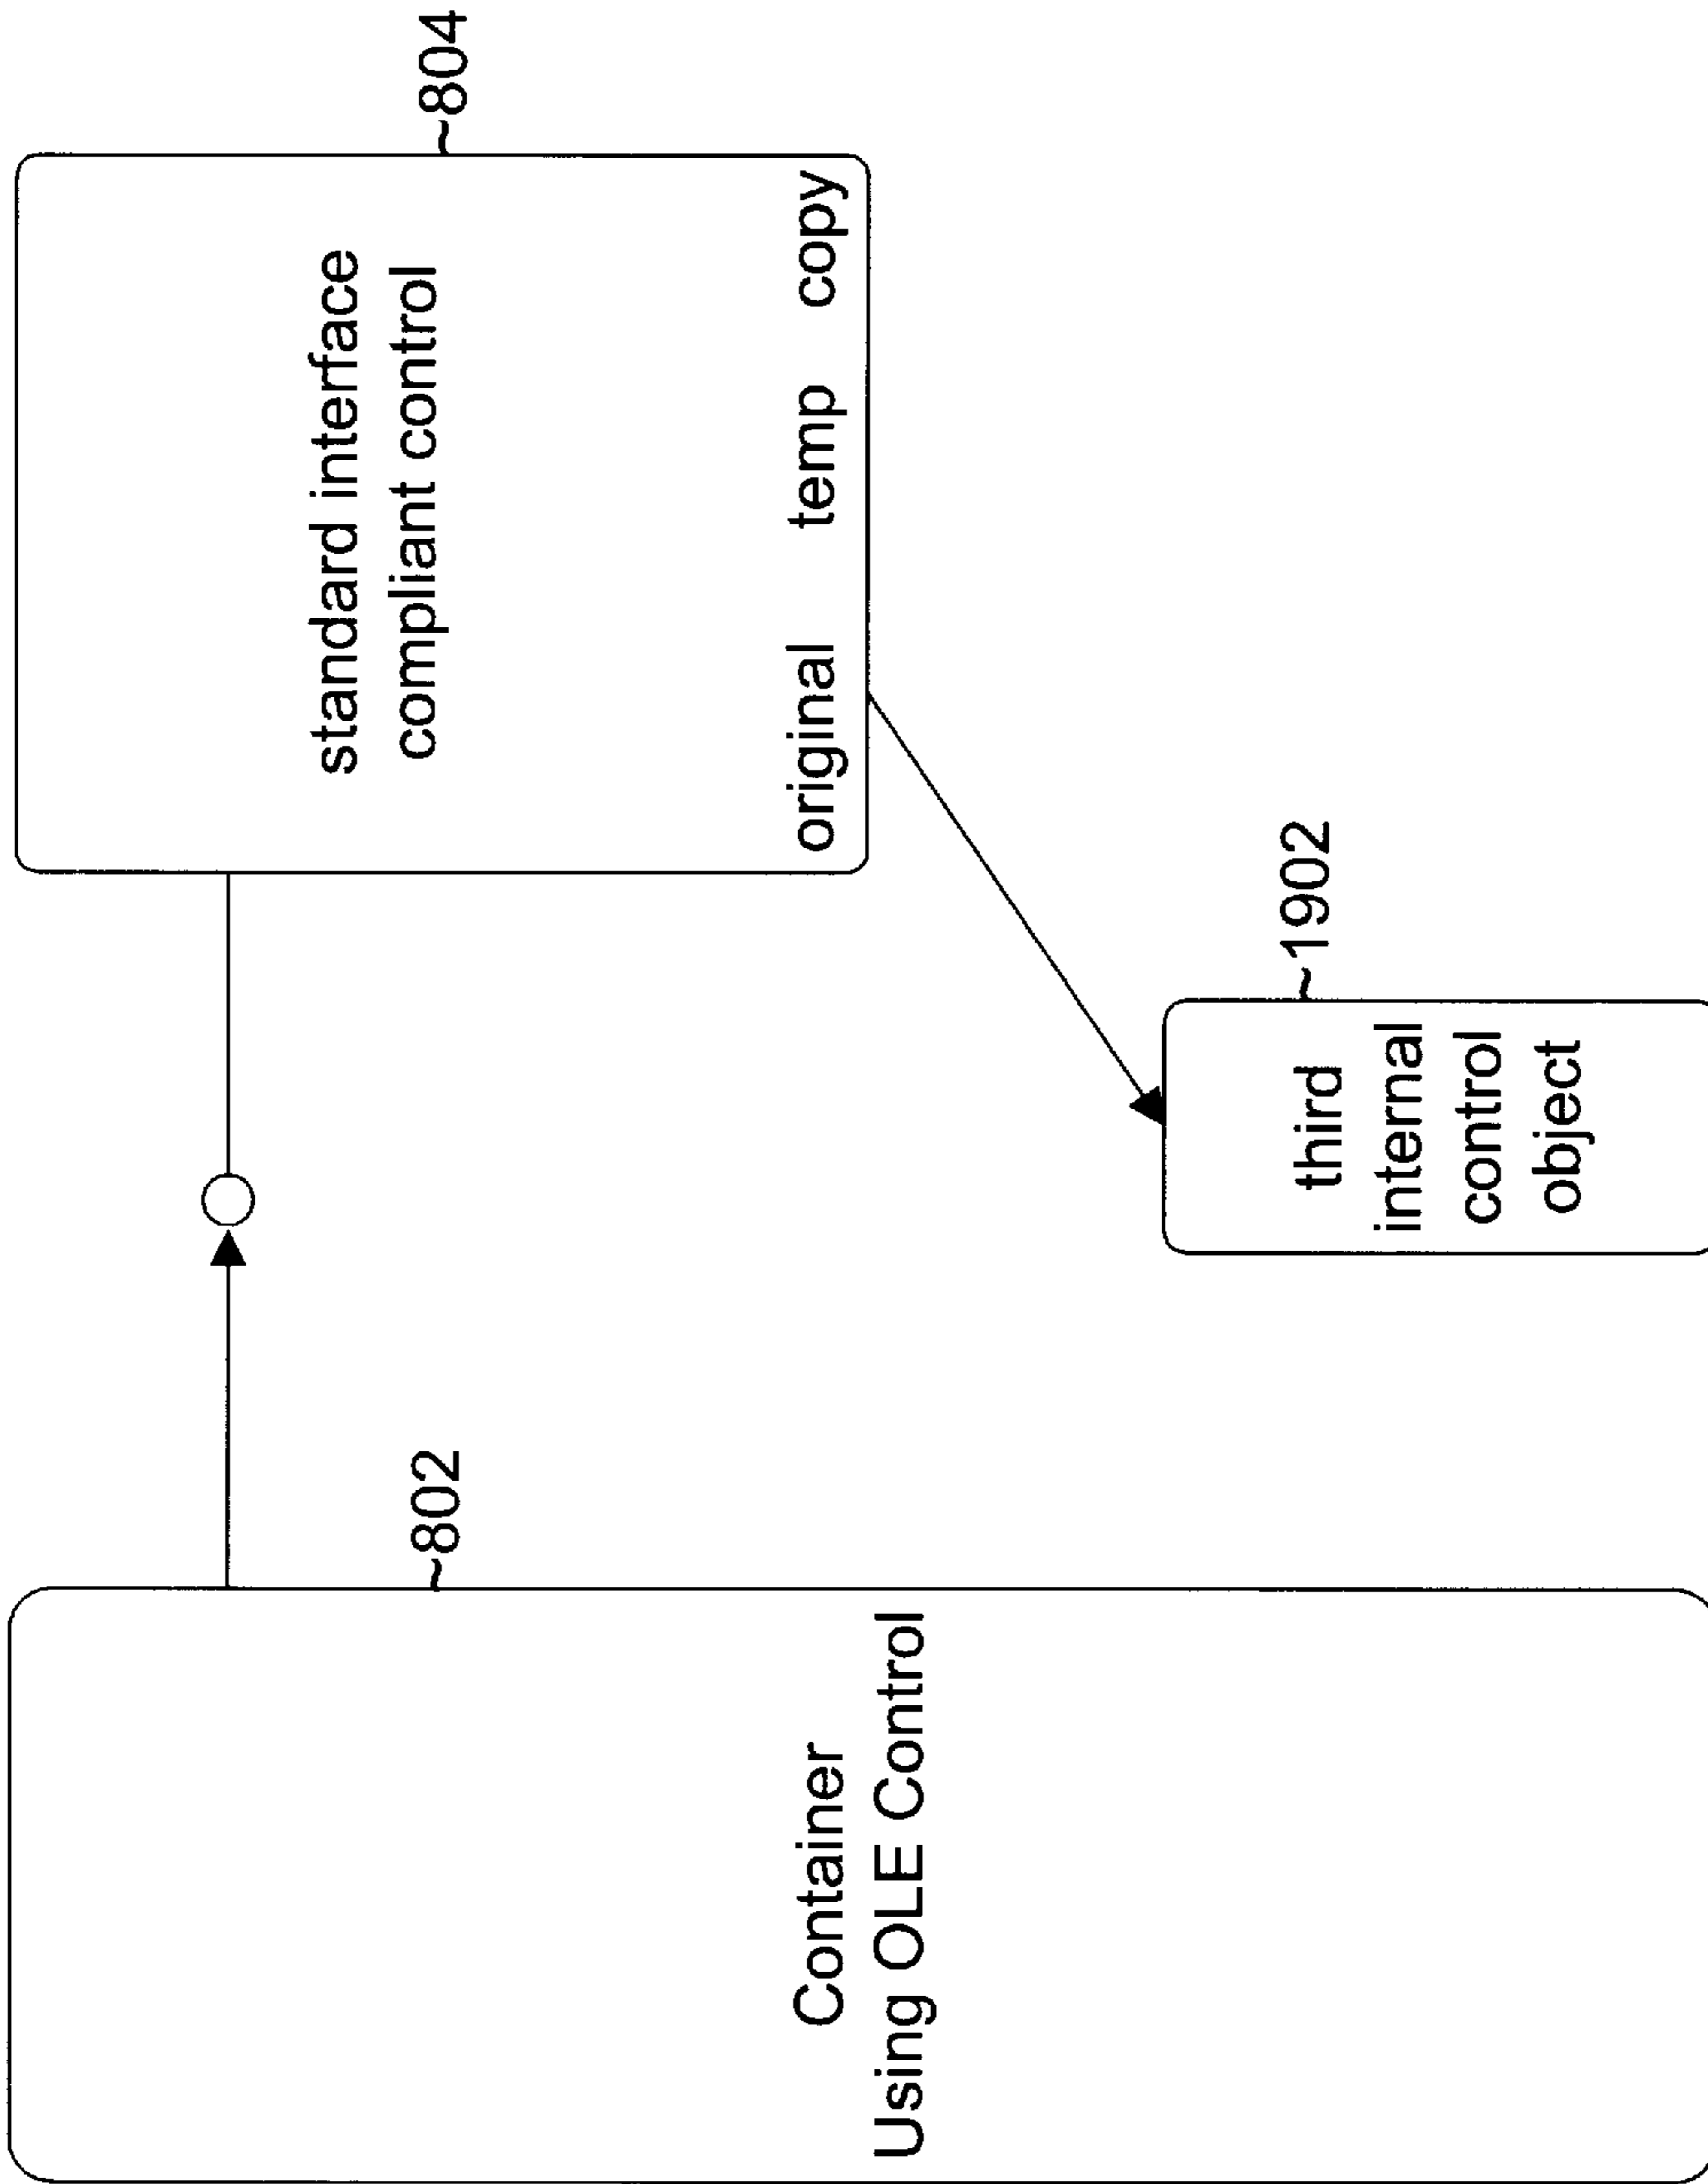 standard interface
compliant control
~804
original temp copy
~802
Container
Using OLE Control
~1902
third
internal
control
object